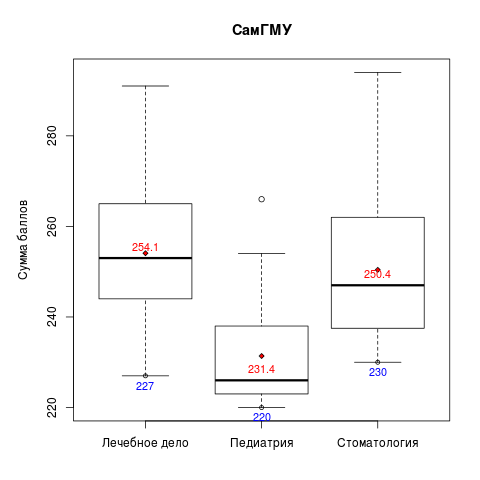 СамГМУ
Сумма баллов
280
260
240
220
254.1
227
231.4
220
250.4
230
Лечебное дело
Педиатрия
Стоматология